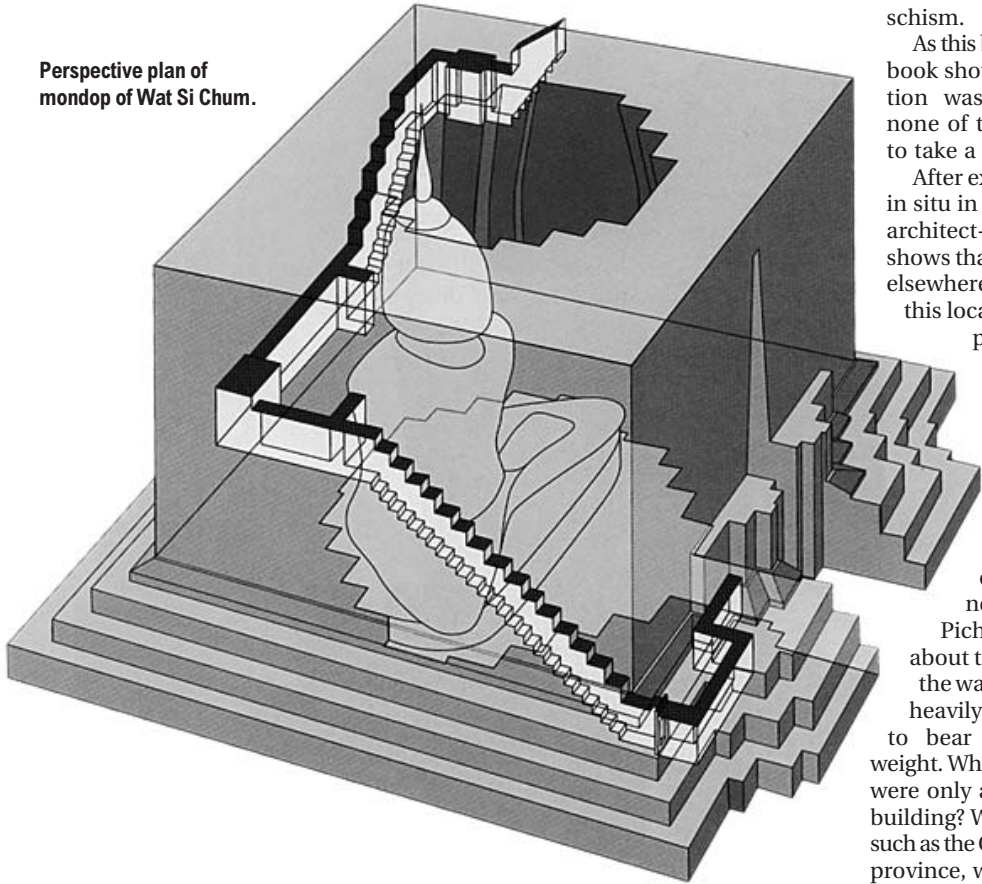 Perspective plan of
mondop of Wat Si Chum.
schism.
As this
book sho
tion was
none of t
to take a
After ex
in situ in
architect-
shows tha
elsewhere
this loca
p
ne
Pich
about t
the wa
heavily
to bear
weight. Wh
were only a
building? W
such as the
province, w